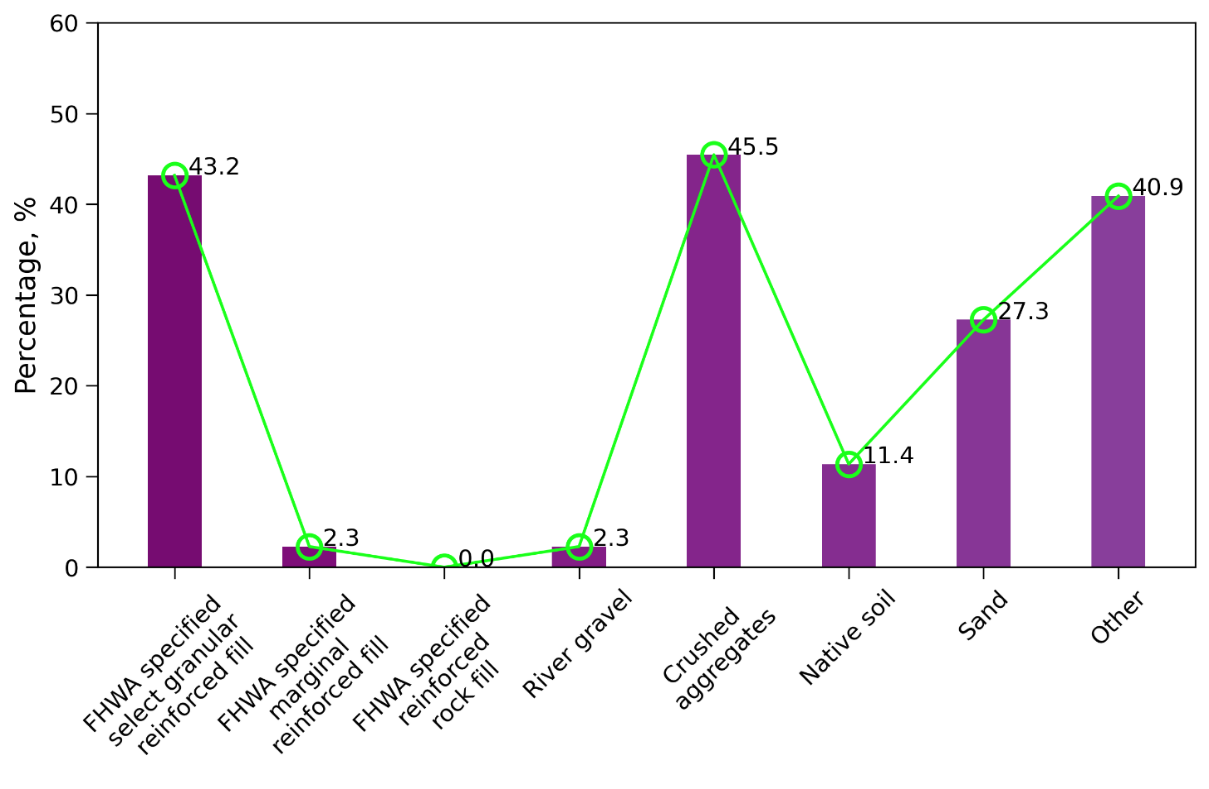 60
50
40
30
20
10
0
Percentage, %
43.2
2.3
0.0
2.3
45.5
11.4
27.3
40.9
FHWA specified
select granular
reinforced fill
FHWA specified
marginal
reinforced fill
FHWA specified
reinforced
rock fill
River gravel
Crushed
aggregates
Native soil
Sand
Other